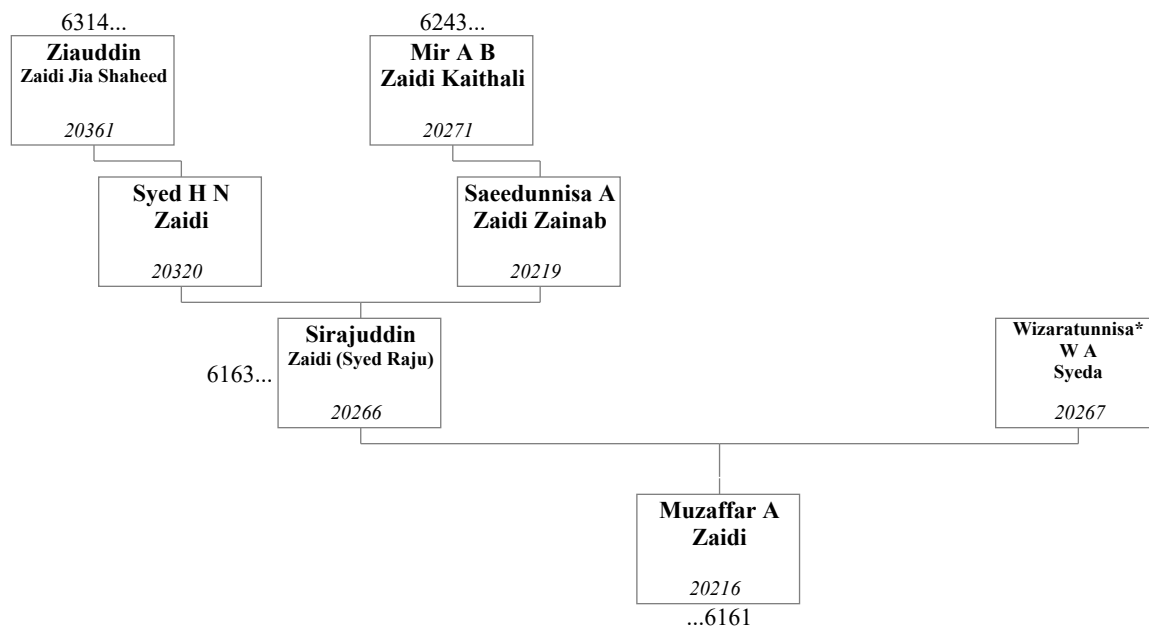 6314...
Ziauddin
Zaidi Jia Shaheed
20361
6243...
Mir A B
Zaidi Kaithali
20271
Syed H N
Zaidi
20320
Saeedunnisa A
Zaidi Zainab
20219
6163...
Sirajuddin
Zaidi (Syed Raju)
20266
Wizaratunnisa*
W A
Syeda
20267
Muzaffar A
Zaidi
20216
...6161